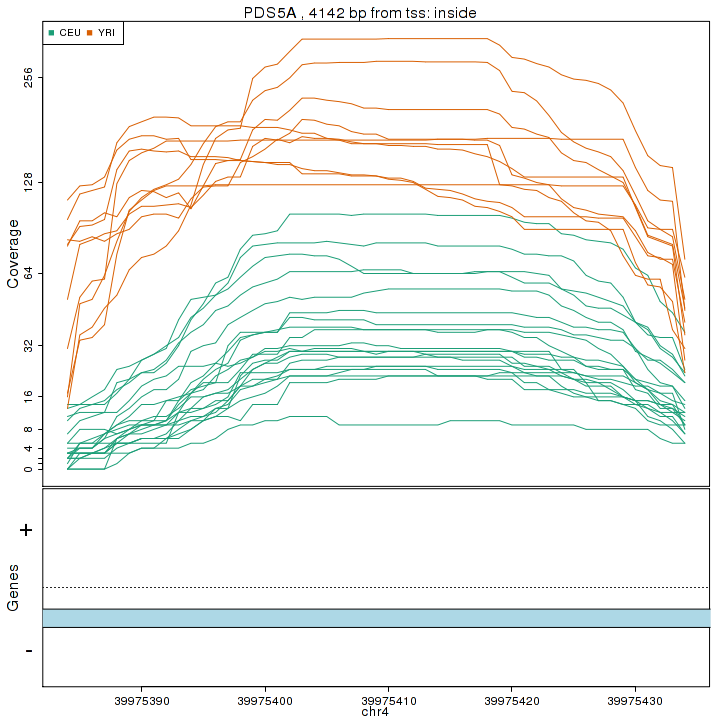 PDS5A , 4142 bp from tss: inside
CEU YRI
256
128
64
32
16
8
4
0
Coverage
+
-
Genes
39975390 39975400 39975410 39975420 39975430
chr4